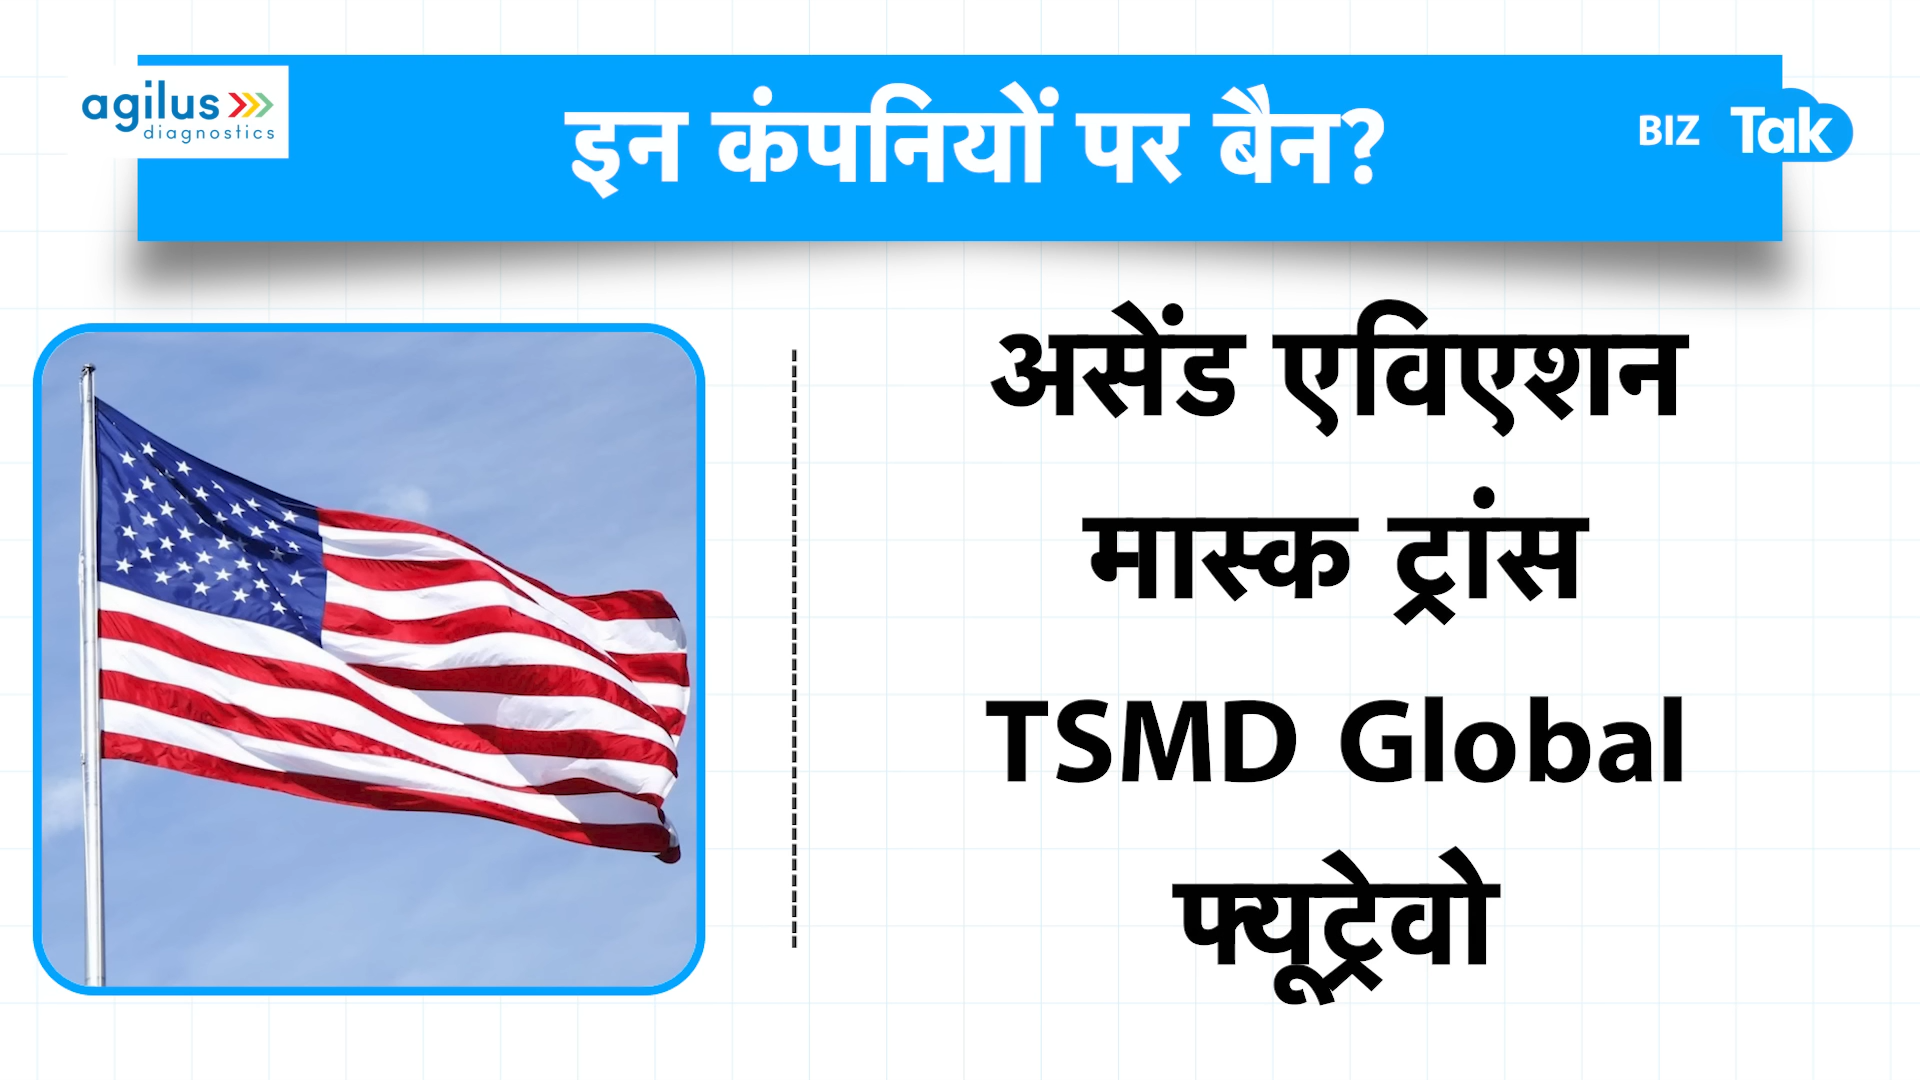 agilus
diagnostics
इन कंपनियों पर बैन?
BIZ Tak
असेंड एविएशन
मास्क ट्रांस
TSMD Global
फ्यूट्रेवो